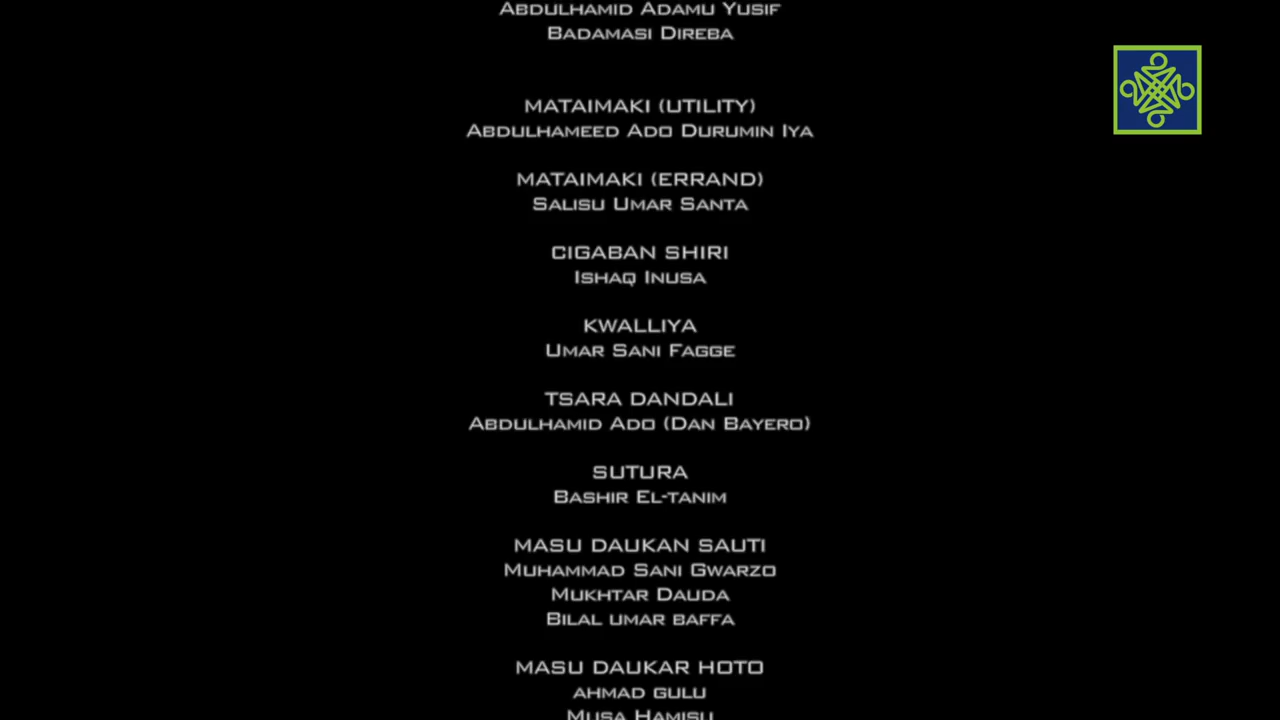 Abdulhamid Adamu Yusif
Badamasi Direba
MATAIMAKI (UTILITY)
Abdulhameed Ado Durumin Iya
MATAIMAKI (ERRAND)
Salisu Umar Santa
CIGABAN SHIRI
Ishaq Inusa
KWALLIYA
Umar Sani Fagge
TSARA DANDALI
Abdulhamid Ado (Dan Bayero)
SUTURA
Bashir El-tanim
MASU DAUKAN SAUTI
Muhammad Sani Gwarzo
Mukhtar Dauda
Bilal umar baffa
MASU DAUKAR HOTO
ahmad gulu
Musa Hamisu